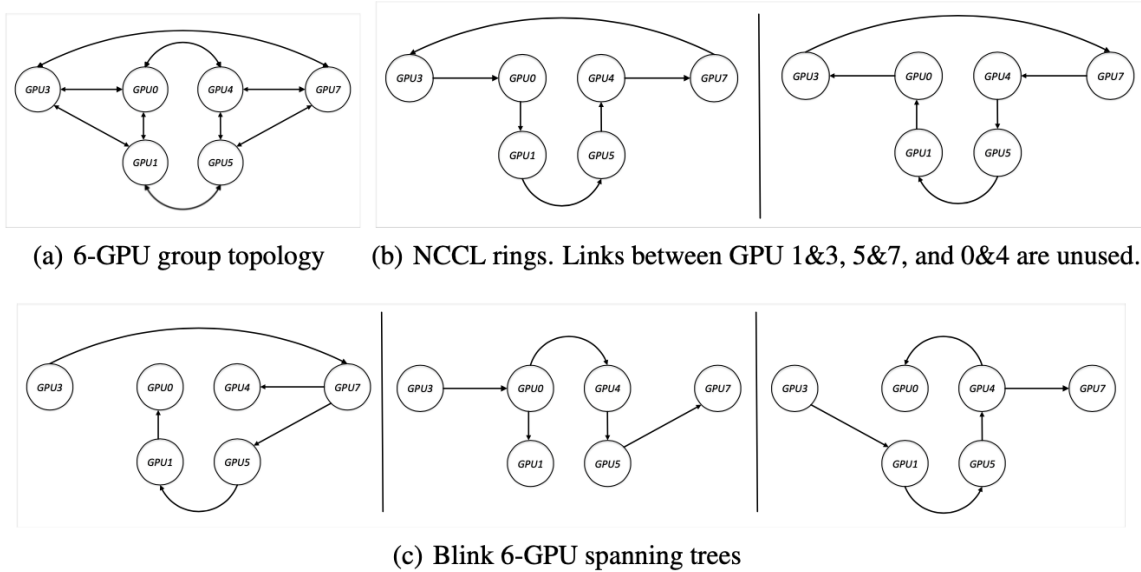 GPU3 GPU0 GPU4 GPU7
GPU1 GPU5
(a) 6-GPU group topology
GPU3 GPU0 GPU4 GPU7
GPU1 GPU5
GPU3 GPU0 GPU4 GPU7
GPU1 GPU5
(b) NCCL rings. Links between GPU 1&3, 5&7, and 0&4 are unused.
GPU3 GPU0 GPU4 GPU7
GPU1 GPU5
GPU3 GPU0 GPU4 GPU7
GPU1 GPU5
GPU3 GPU0 GPU4 GPU7
GPU1 GPU5
(c) Blink 6-GPU spanning trees